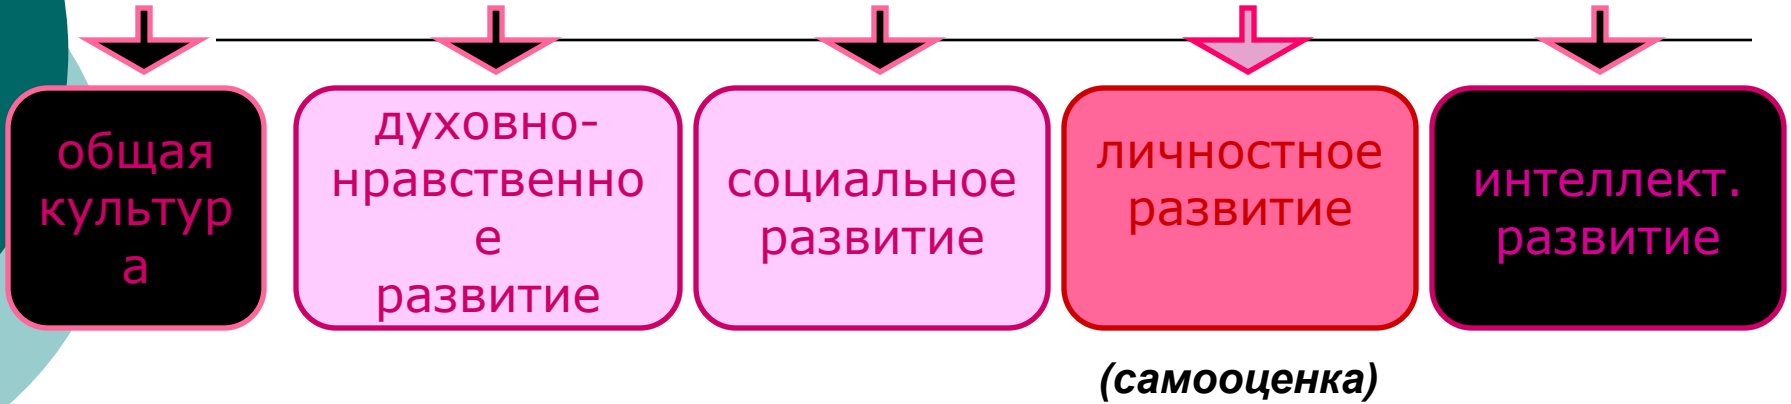 общая
культур
а
духовно-
нравственно
е
развитие
социальное
развитие
личностное
развитие
интеллект.
развитие
(самооценка)